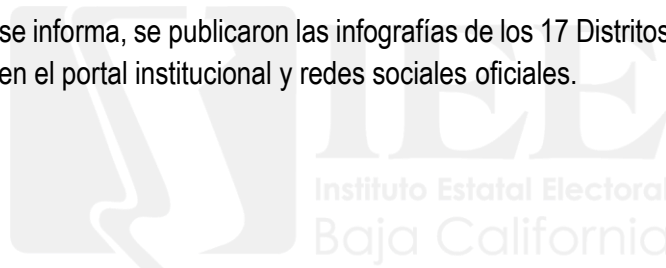 se informa, se publicaron las infografías de los 17 Distritos
en el portal institucional y redes sociales oficiales.
IEE
Instituto Estatal Electoral
Baja California